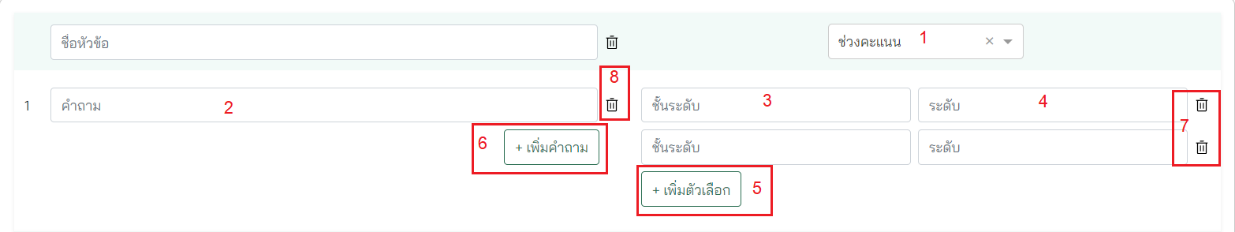 ชื่อหัวข้อ ช่วงคะแนน 1
8
1 คำถาม 2 ชั้นระดับ 3 ระดับ 4
7
6 + เพิ่มคำถาม ชั้นระดับ ระดับ
+ เพิ่มตัวเลือก 5